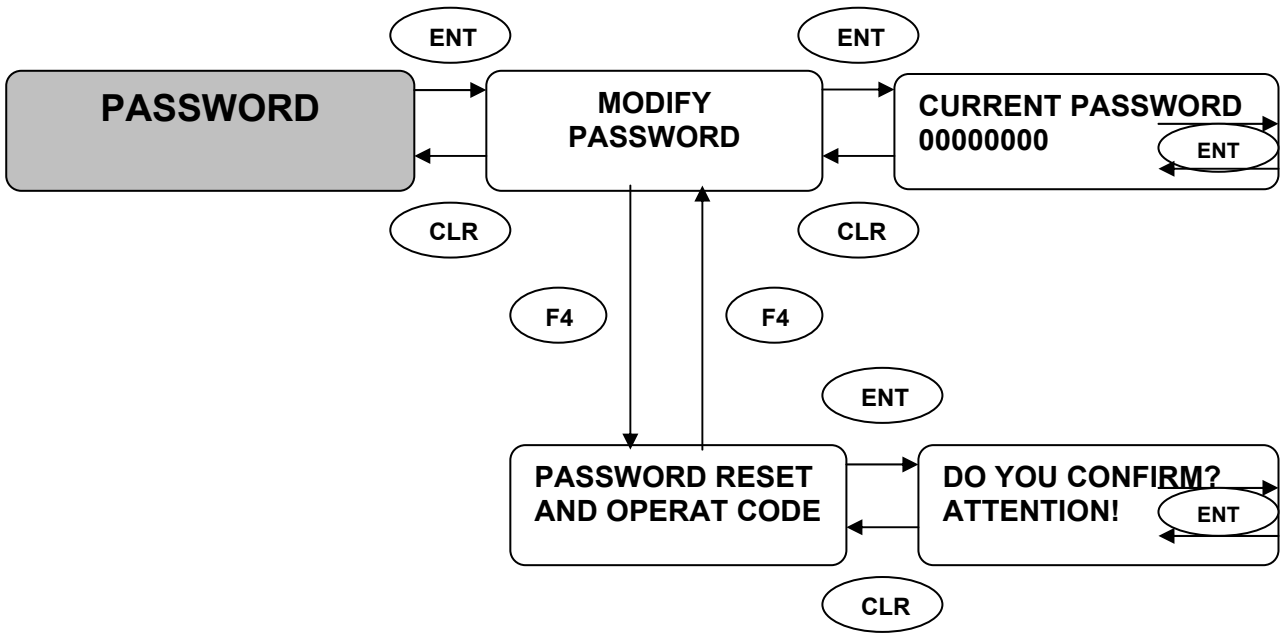 ENT
ENT
PASSWORD
MODIFY
PASSWORD
CURRENT PASSWORD
00000000
ENT
CLR
CLR
F4
F4
ENT
PASSWORD RESET
AND OPERAT CODE
DO YOU CONFIRM?
ATTENTION!
ENT
CLR